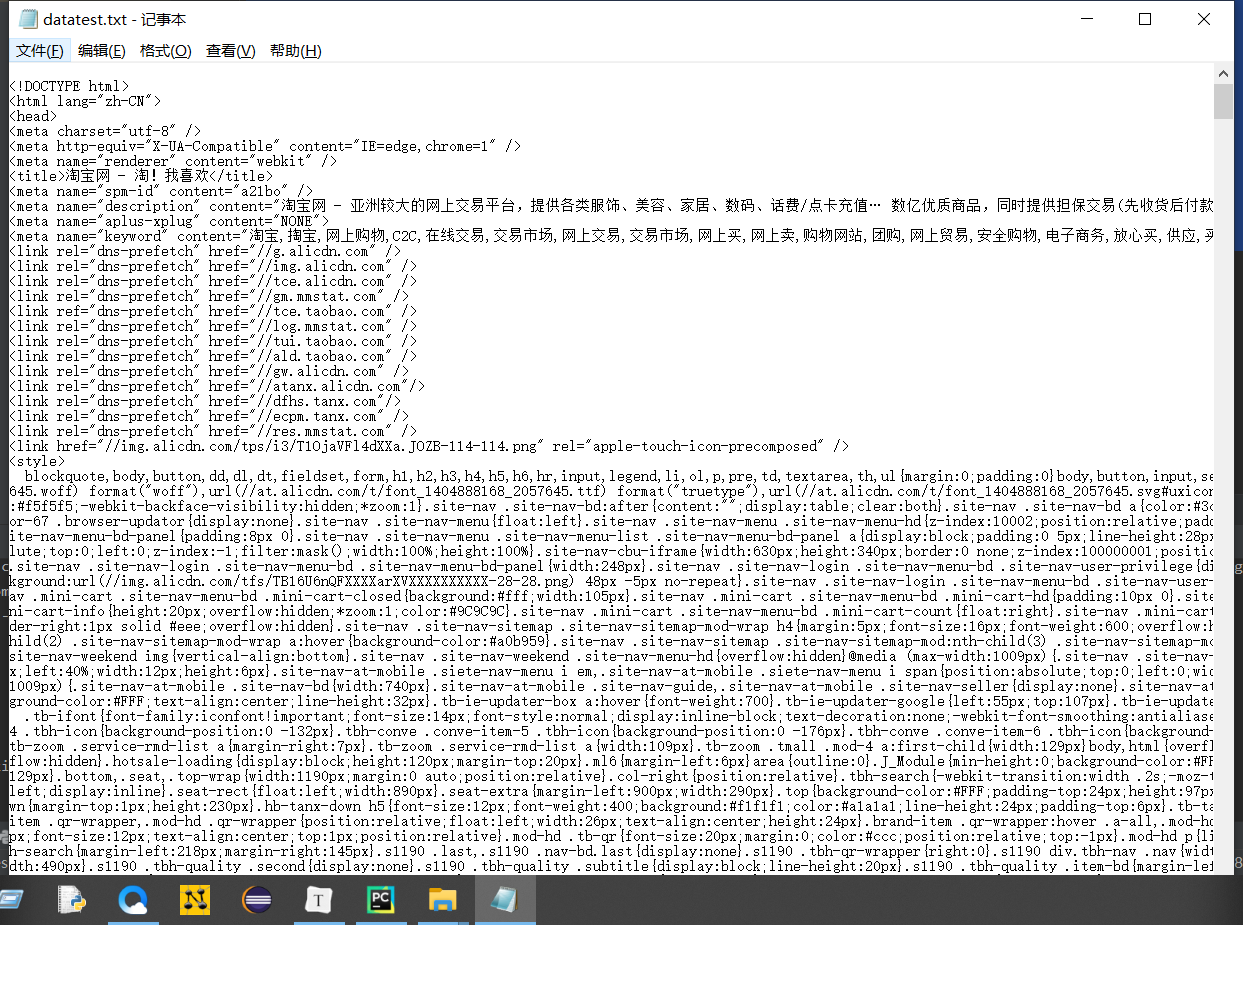 datatest.txt - 记事本
文件(F) 编辑(E) 格式(O) 查看(V) 帮助(H)
<!DOCTYPE html>
<html lang="zh-CN">
<head>
<meta charset="utf-8" />
<meta http-equiv="X-UA-Compatible" content="IE=edge,chrome=1" />
<meta name="renderer" content="webkit" />
<title>淘宝网 - 淘！我喜欢</title>
<meta name="spm-id" content="a21bo" />
<meta name="description" content="淘宝网 - 亚洲较大的网上交易平台，提供各类服饰、美容、家居、数码、话费/点卡充值… 数亿优质商品，同时提供担保交易(先收货后付款
<meta name="aplus-xplug" content="NONE">
<meta name="keyword" content="淘宝,掏宝,网上购物,C2C,在线交易,交易市场,网上交易,交易市场,网上买,网上卖,购物网站,团购,网上贸易,安全购物,电子商务,放心买,供应,买
<link rel="dns-prefetch" href="//g.alicdn.com" />
<link rel="dns-prefetch" href="//img.alicdn.com" />
<link rel="dns-prefetch" href="//tce.alicdn.com" />
<link rel="dns-prefetch" href="//gm.mmstat.com" />
<link ref="dns-prefetch" href="//tce.taobao.com" />
<link rel="dns-prefetch" href="//log.mmstat.com" />
<link rel="dns-prefetch" href="//tui.taobao.com" />
<link rel="dns-prefetch" href="//ald.taobao.com" />
<link rel="dns-prefetch" href="//gw.alicdn.com" />
<link rel="dns-prefetch" href="//atanx.alicdn.com"/>
<link rel="dns-prefetch" href="//dfhs.tanx.com"/>
<link rel="dns-prefetch" href="//ecpm.tanx.com" />
<link rel="dns-prefetch" href="//res.mmstat.com" />
<link href="//img.alicdn.com/tps/i3/T1OjaVFl4dXXa.JOZB-114-114.png" rel="apple-touch-icon-precomposed" />
<style>
blockquote,body,button,dd,dl,dt,fieldset,form,h1,h2,h3,h4,h5,h6,hr,input,legend,li,ol,p,pre,td,textarea,th,ul{margin:0;padding:0}body,button,input,se
645.woff) format("woff"),url(//at.alicdn.com/t/font_1404888168_2057645.ttf) format("truetype"),url(//at.alicdn.com/t/font_1404888168_2057645.svg#uxicon
:#f5f5f5;-webkit-backface-visibility:hidden;*zoom:1}.site-nav .site-nav-bd:after{content:"";display:table;clear:both}.site-nav .site-nav-bd a{color:#3c
or-67 .browser-updator{display:none}.site-nav .site-nav-menu{float:left}.site-nav .site-nav-menu .site-nav-menu-hd{z-index:10002;position:relative;padd
ite-nav-menu-bd-panel{padding:8px 0}.site-nav .site-nav-menu .site-nav-menu-list .site-nav-menu-bd-panel a{display:block;padding:0 5px;line-height:28px
lute;top:0;left:0;z-index:-1;filter:mask();width:100%;height:100%}.site-nav-cbu-iframe{width:630px;height:340px;border:0 none;z-index:100000001;positio
.site-nav .site-nav-login .site-nav-menu-bd .site-nav-menu-bd-panel{width:248px}.site-nav .site-nav-login .site-nav-menu-bd .site-nav-user-privilege{di
kground:url(//img.alicdn.com/tfs/TB16U6nQFXXXXarXVXXXXXXXXXX-28-28.png) 48px -5px no-repeat}.site-nav .site-nav-login .site-nav-menu-bd .site-nav-user-
av .mini-cart .site-nav-menu-bd .mini-cart-closed{background:#fff;width:105px}.site-nav .mini-cart .site-nav-menu-bd .mini-cart-hd{padding:10px 0}.site
ni-cart-info{height:20px;overflow:hidden;*zoom:1;color:#9C9C9C}.site-nav .mini-cart .site-nav-menu-bd .mini-cart-count{float:right}.site-nav .mini-cart
der-right:1px solid #eee;overflow:hidden}.site-nav .site-nav-sitemap .site-nav-sitemap-mod-wrap h4{margin:5px;font-size:16px;font-weight:600;overflow:h
hild(2) .site-nav-sitemap-mod-wrap a:hover{background-color:#a0b959}.site-nav .site-nav-sitemap .site-nav-sitemap-mod:nth-child(3) .site-nav-sitemap-mo
site-nav-weekend img{vertical-align:bottom}.site-nav .site-nav-weekend .site-nav-menu-hd{overflow:hidden}@media (max-width:1009px){.site-nav .site-nav-
x;left:40%;width:12px;height:6px}.site-nav-at-mobile .siete-nav-menu i em,.site-nav-at-mobile .siete-nav-menu i span{position:absolute;top:0;left:0;wid
1009px){.site-nav-at-mobile .site-nav-bd{width:740px}.site-nav-at-mobile .site-nav-guide,.site-nav-at-mobile .site-nav-seller{display:none}.site-nav-at
ground-color:#FFF;text-align:center;line-height:32px}.tb-ie-updater-box a:hover{font-weight:700}.tb-ie-updater-google{left:55px;top:107px}.tb-ie-update
.tb-ifont{font-family:iconfont!important;font-size:14px;font-style:normal;display:inline-block;text-decoration:none;-webkit-font-smoothing:antialiase
4 .tbh-icon{background-position:0 -132px}.tbh-conve .conve-item-5 .tbh-icon{background-position:0 -176px}.tbh-conve .conve-item-6 .tbh-icon{background-
tb-zoom .service-rmd-list a{margin-right:7px}.tb-zoom .service-rmd-list a{width:109px}.tb-zoom .tmall .mod-4 a:first-child{width:129px}body,html{overfl
flow:hidden}.hotsale-loading{display:block;height:120px;margin-top:20px}.ml6{margin-left:6px}area{outline:0}.J_Module{min-height:0;background-color:#FF
129px}.bottom,.seat,.top-wrap{width:1190px;margin:0 auto;position:relative}.col-right{position:relative}.tbh-search{-webkit-transition:width .2s;-moz-t
left;display:inline}.seat-rect{float:left;width:890px}.seat-extra{margin-left:900px;width:290px}.top{background-color:#FFF;padding-top:24px;height:97px
wn{margin-top:1px;height:230px}.hb-tanx-down h5{font-size:12px;font-weight:400;background:#f1f1f1;color:#a1a1a1;line-height:24px;padding-top:6px}.tb-ta
item .qr-wrapper,.mod-hd .qr-wrapper{position:relative;float:left;width:26px;text-align:center;height:24px}.brand-item .qr-wrapper:hover .a-all,.mod-hd
px;font-size:12px;text-align:center;top:1px;position:relative}.mod-hd .tb-qr{font-size:20px;margin:0;color:#ccc;position:relative;top:-1px}.mod-hd p{li
h-search{margin-left:218px;margin-right:145px}.s1190 .last,.s1190 .nav-bd.last{display:none}.s1190 .tbh-qr-wrapper{right:0}.s1190 div.tbh-nav .nav{widt
dth:490px}.s1190 .tbh-quality .second{display:none}.s1190 .tbh-quality .subtitle{display:block;line-height:20px}.s1190 .tbh-quality .item-bd{margin-lef
T
PC